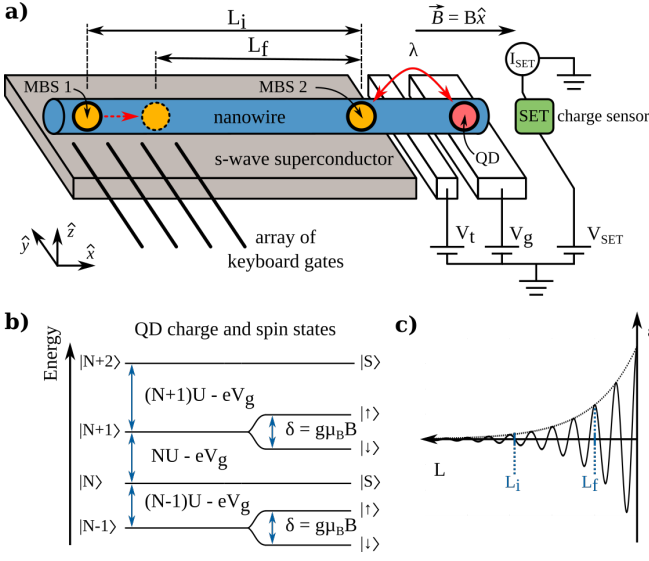 a)
L_i
L_f
B⃗ = Bx̂
λ
I_SET
MBS 1
MBS 2
nanowire
SET
charge sensor
s-wave superconductor
QD
array of
keyboard gates
ẑ
ŷ
x̂
V_t
V_g
V_SET
b)
QD charge and spin states
Energy
|N+2⟩
|S⟩
(N+1)U - eV_g
|N+1⟩
|↑⟩
δ = gμ_B B
|↓⟩
NU - eV_g
|N⟩
|S⟩
(N-1)U - eV_g
|N-1⟩
|↑⟩
δ = gμ_B B
|↓⟩
c)
L
L_i
L_f